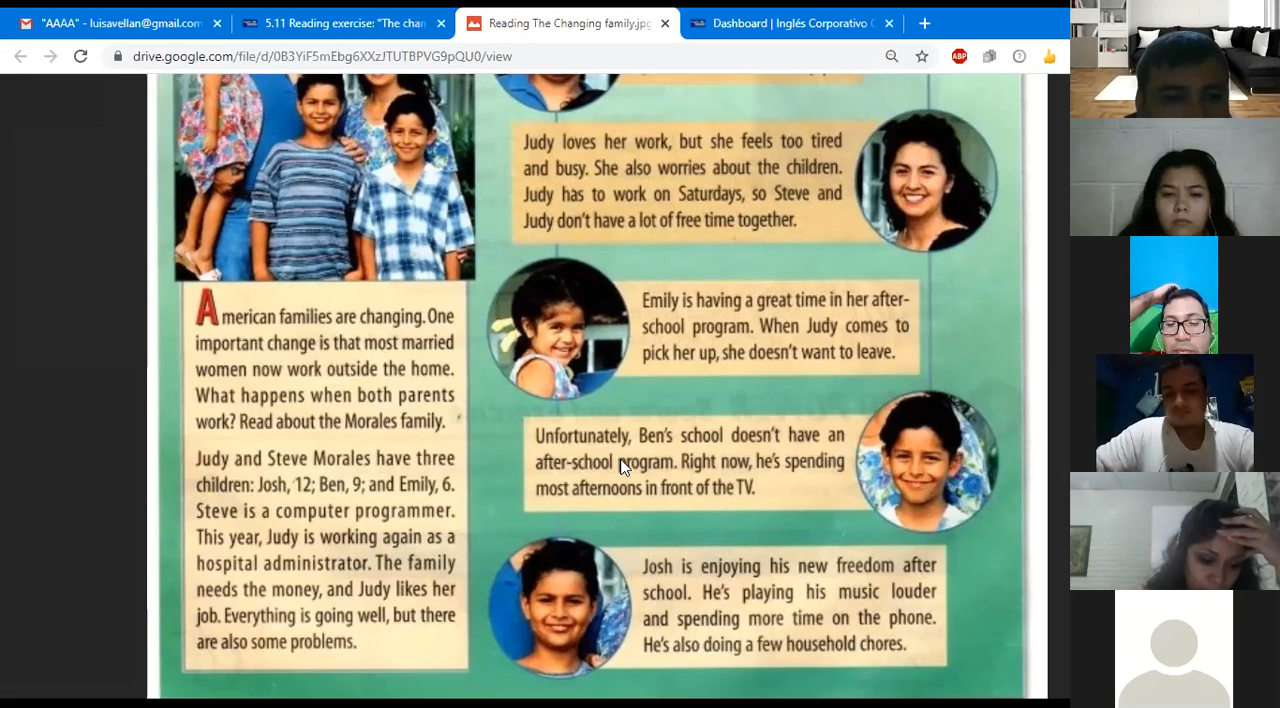 "AAAA" - luisavellan@gmail.com
5.11 Reading exercise: "The chan
Reading The Changing family.jpg
Dashboard | Inglés Corporativo
drive.google.com/file/d/0B3YiF5mEbg6XXzJTUTBPVG9pQU0/view
ABP
Judy loves her work, but she feels too tired
and busy. She also worries about the children.
Judy has to work on Saturdays, so Steve and
Judy don't have a lot of free time together.
American families are changing. One
important change is that most married
women now work outside the home.
What happens when both parents
work? Read about the Morales family.
Judy and Steve Morales have three
children: Josh, 12; Ben, 9; and Emily, 6.
Steve is a computer programmer.
This year, Judy is working again as a
hospital administrator. The family
needs the money, and Judy likes her
job. Everything is going well, but there
are also some problems.
Emily is having a great time in her after-
school program. When Judy comes to
pick her up, she doesn't want to leave.
Unfortunately, Ben's school doesn't have an
after-school program. Right now, he's spending
most afternoons in front of the TV.
Josh is enjoying his new freedom after
school. He's playing his music louder
and spending more time on the phone.
He's also doing a few household chores.